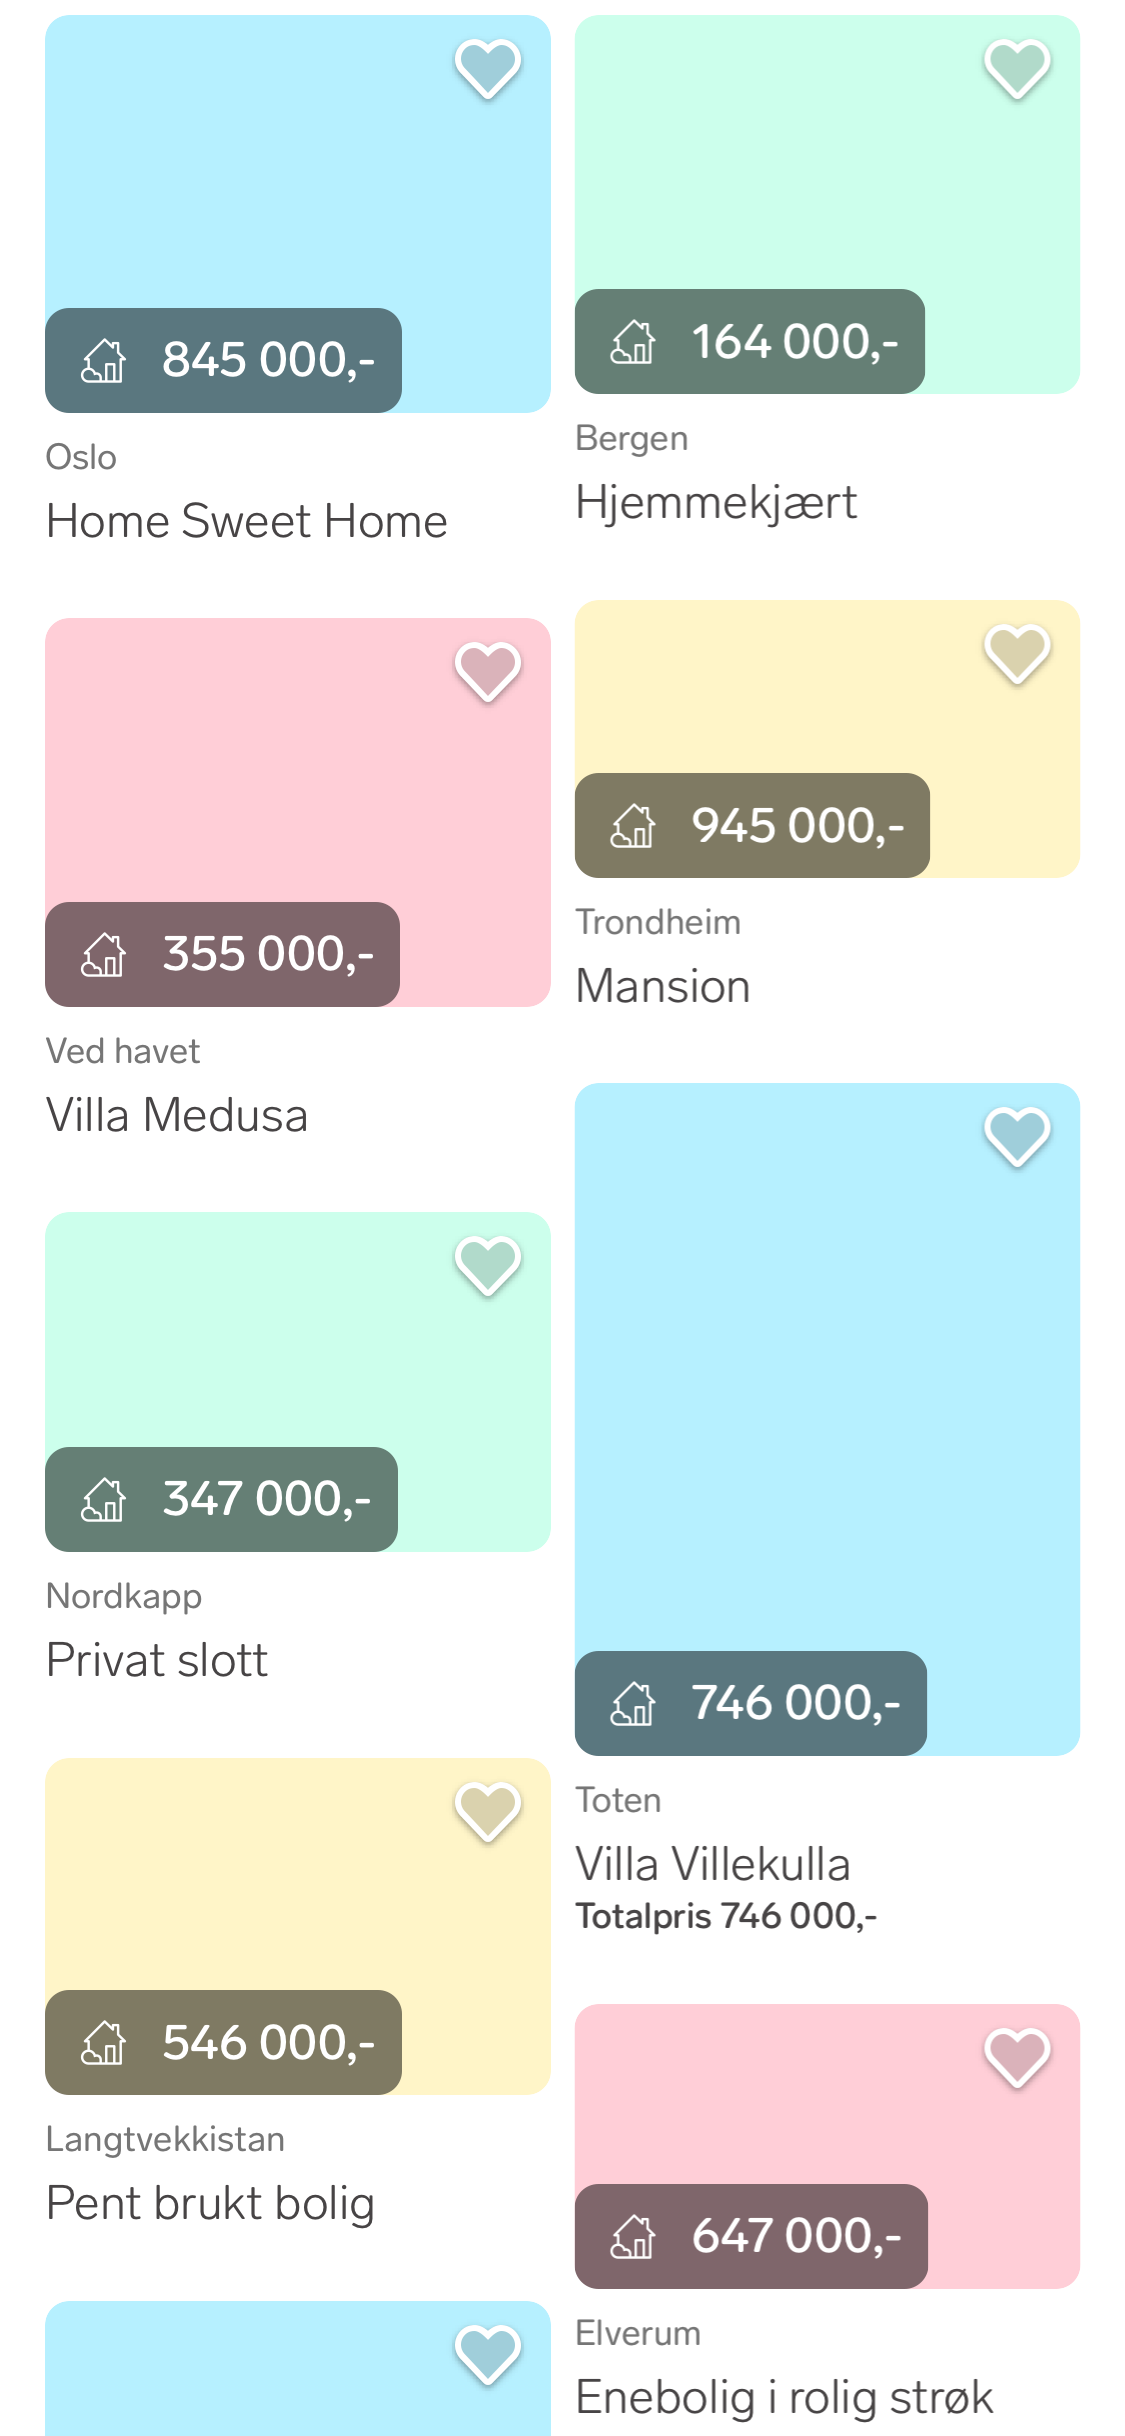 845 000,-
Oslo
Home Sweet Home
164 000,-
Bergen
Hjemmekjært
355 000,-
Ved havet
Villa Medusa
945 000,-
Trondheim
Mansion
347 000,-
Nordkapp
Privat slott
746 000,-
Toten
Villa Villekulla
Totalpris 746 000,-
546 000,-
Langtvekkistan
Pent brukt bolig
647 000,-
Elverum
Enebolig i rolig strøk